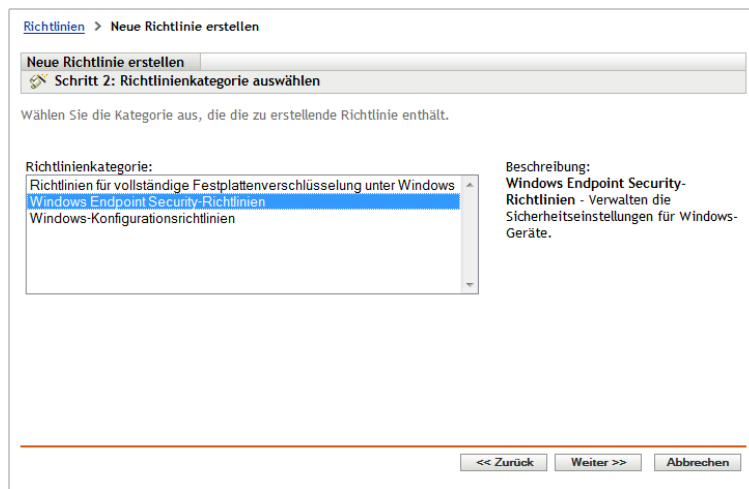 Richtlinien > Neue Richtlinie erstellen
Neue Richtlinie erstellen
Schritt 2: Richtlinienkategorie auswählen
Wählen Sie die Kategorie aus, die die zu erstellende Richtlinie enthält.
Richtlinienkategorie:
Richtlinien für vollständige Festplattenverschlüsselung unter Windows
Windows Endpoint Security-Richtlinien
Windows-Konfigurationsrichtlinien
Beschreibung:
Windows Endpoint Security-
Richtlinien - Verwalten die
Sicherheitseinstellungen für Windows-
Geräte.
<< Zurück
Weiter >>
Abbrechen